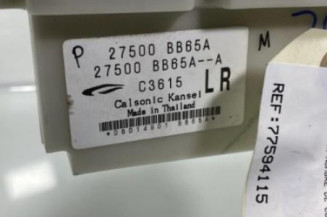 P
27500 BB65A
27500 BB65A--A
C3615
LR
Calsonic Kansei
Made in Thailand
M
REF:77594115